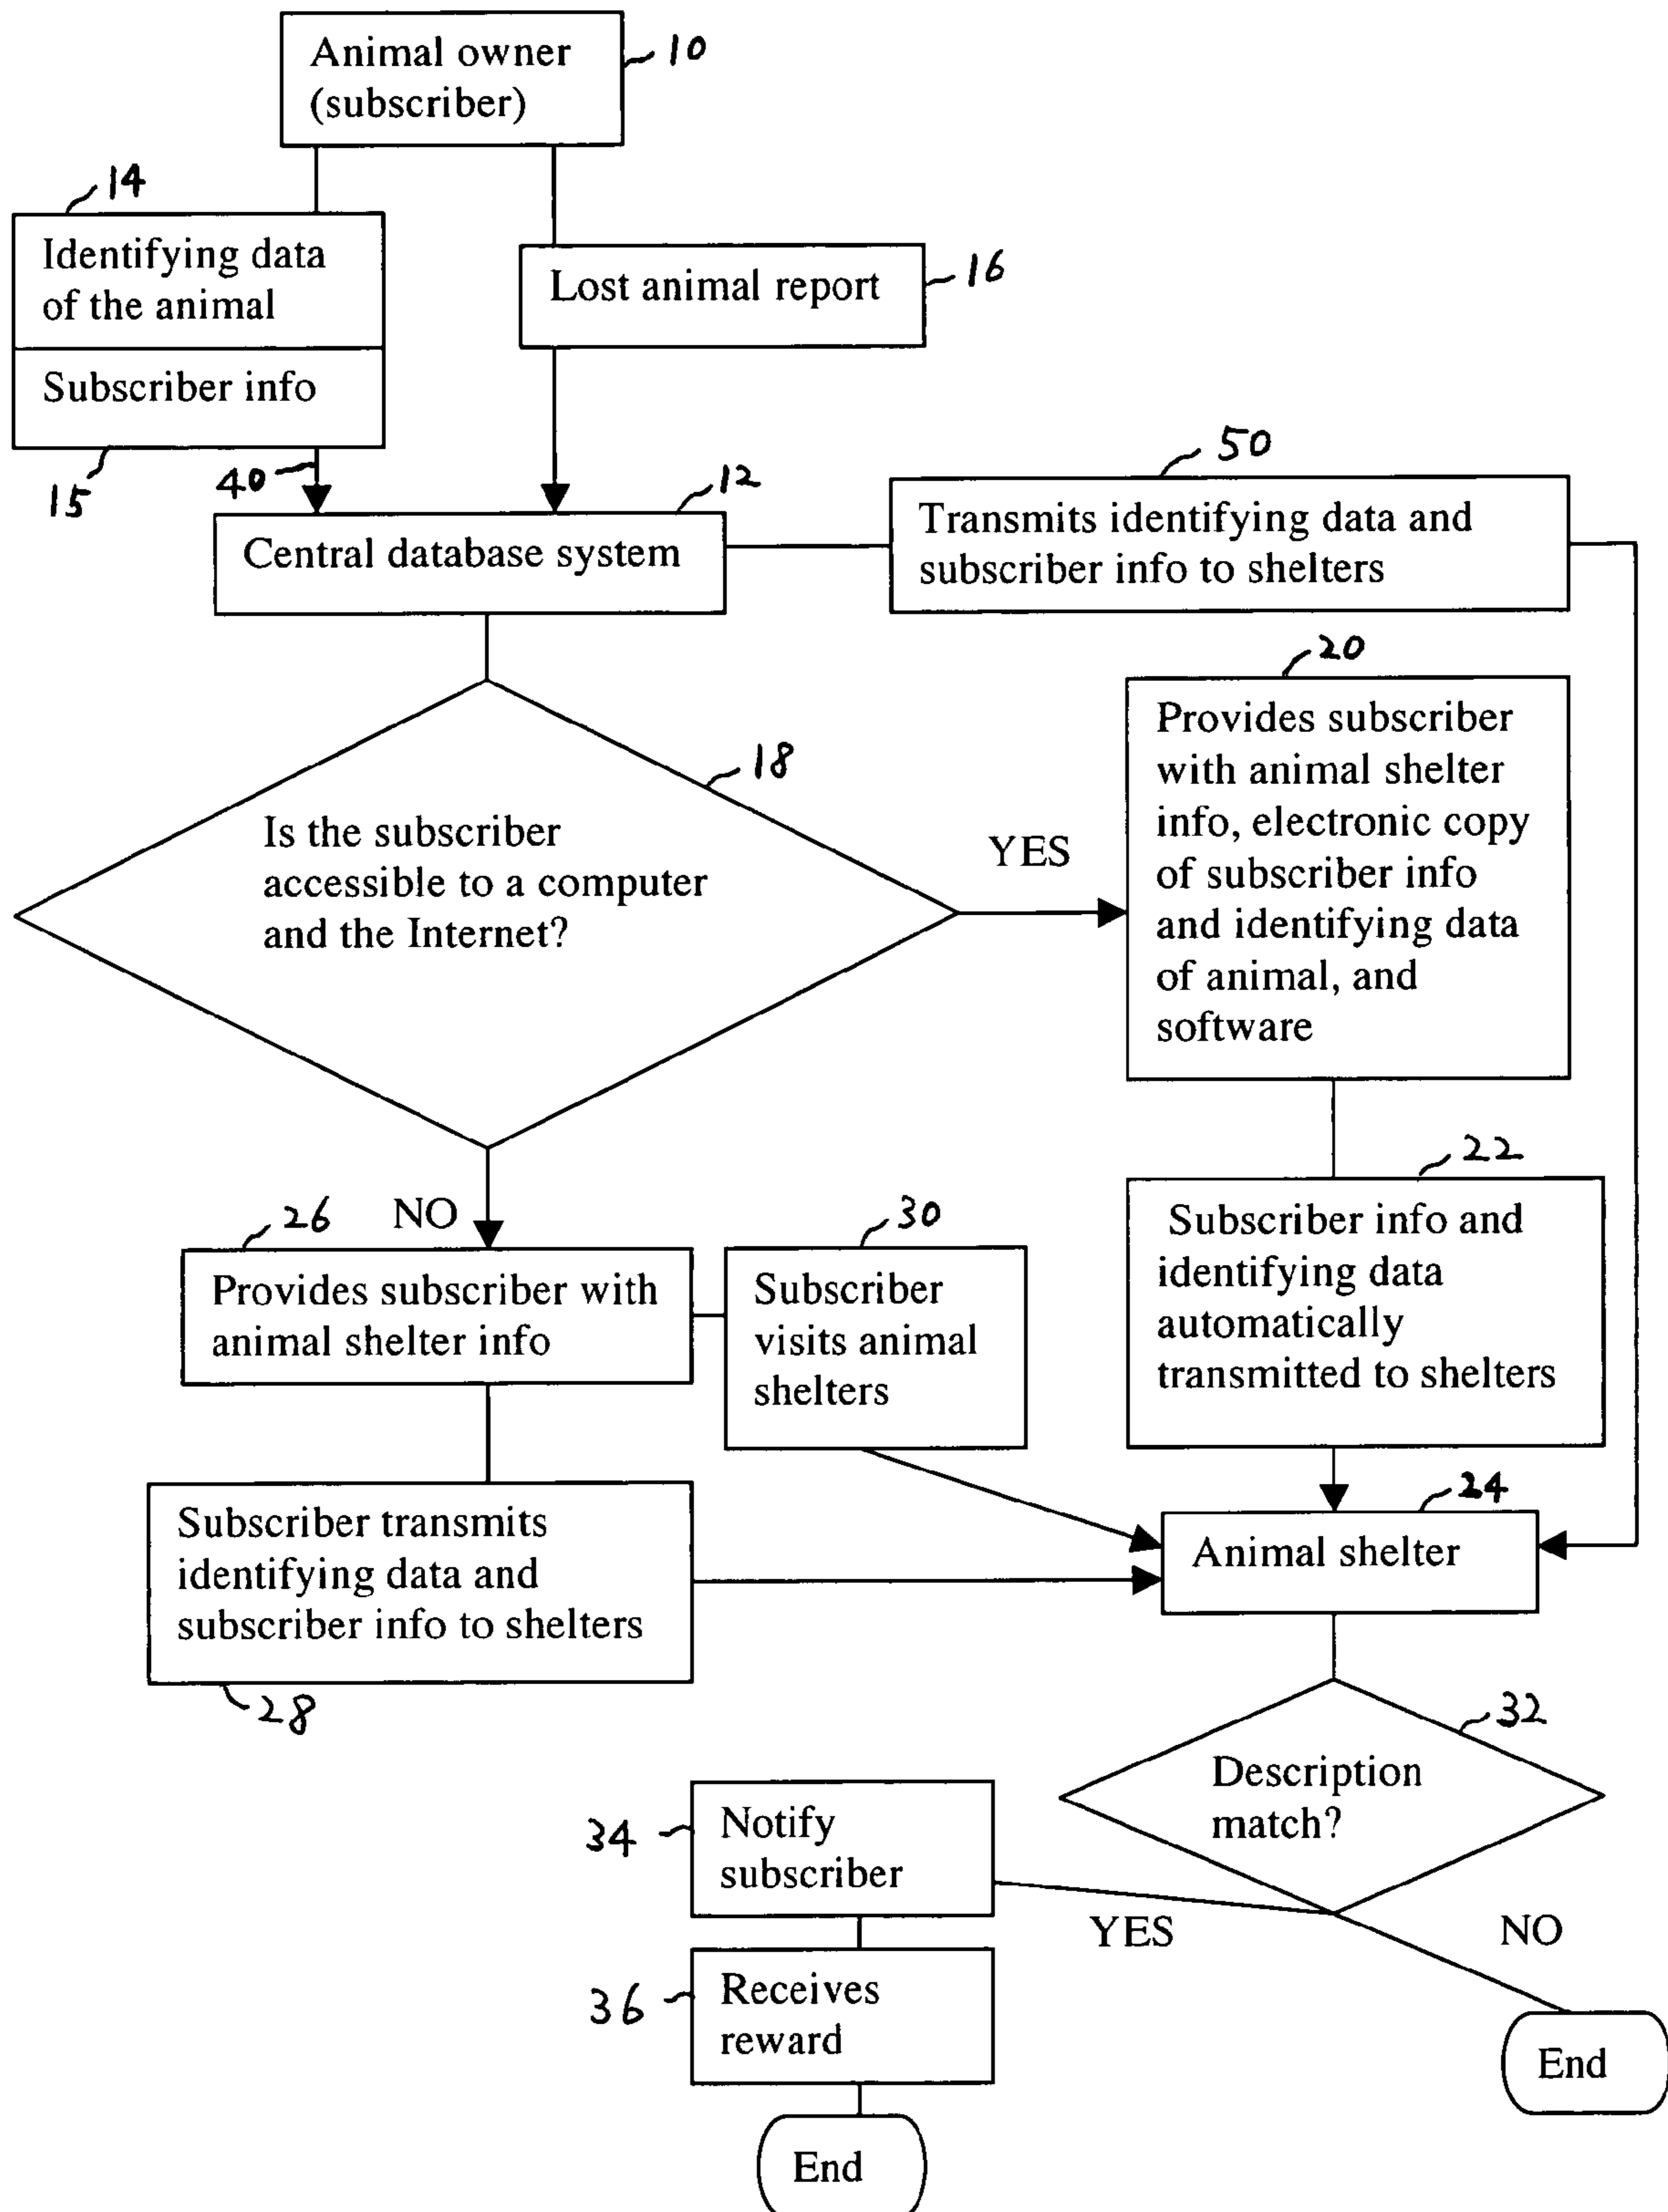 Animal owner
(subscriber)
10
14
Identifying data
of the animal
Subscriber info
15
40
Lost animal report
16
12
Central database system
50
Transmits identifying data and
subscriber info to shelters
18
Is the subscriber
accessible to a computer
and the Internet?
YES
20
Provides subscriber
with animal shelter
info, electronic copy
of subscriber info
and identifying data
of animal, and
software
22
Subscriber info and
identifying data
automatically
transmitted to shelters
NO
26
Provides subscriber with
animal shelter info
30
Subscriber
visits animal
shelters
24
Animal shelter
Subscriber transmits
identifying data and
subscriber info to shelters
28
32
Description
match?
34
Notify
subscriber
YES
NO
36
Receives
reward
End
End